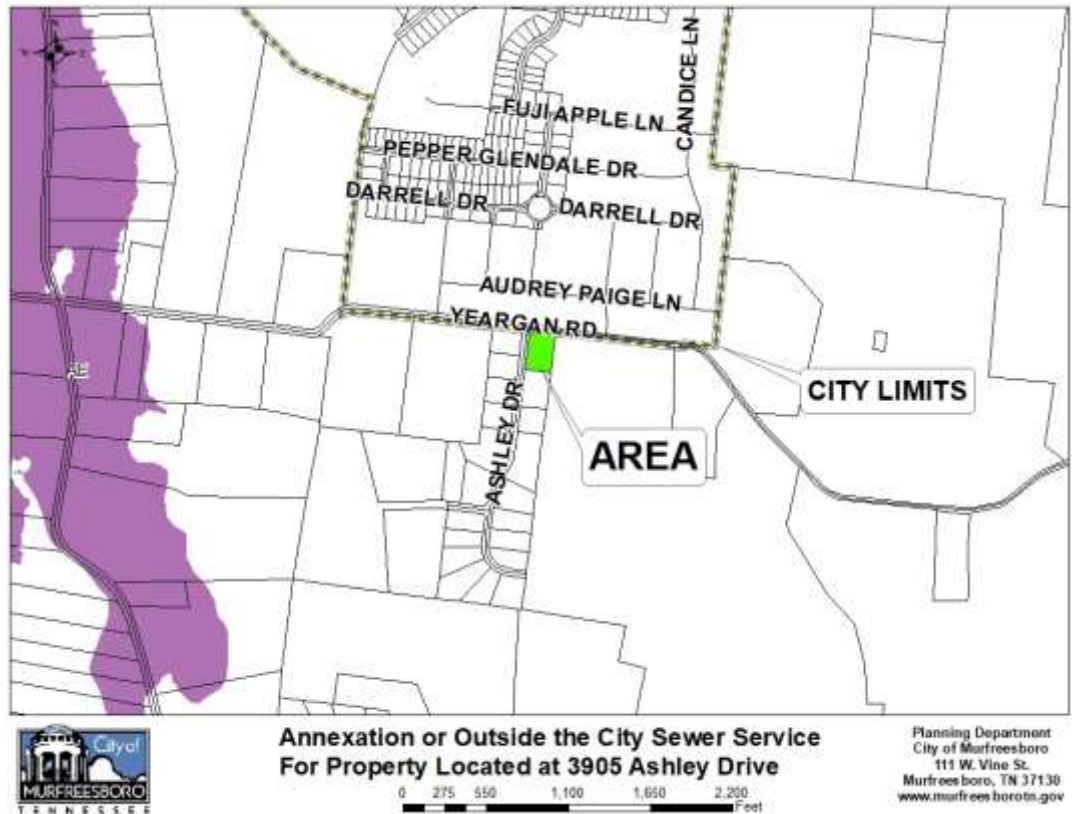 CANDICE LN
FUJI APPLE LN
PEPPER GLENDALE DR
DARRELL DR
DARRELL DR
AUDREY PAIGE LN
YEARGAN RD
CITY LIMITS
ASHLEY DR
AREA
AE
City of
MURFREESBORO
TENNESSEE
Annexation or Outside the City Sewer Service
For Property Located at 3905 Ashley Drive
0 275 550 1,100 1,650 2,200
Feet
Planning Department
City of Murfreesboro
111 W. Vine St.
Murfreesboro, TN 37130
www.murfreesborotn.gov